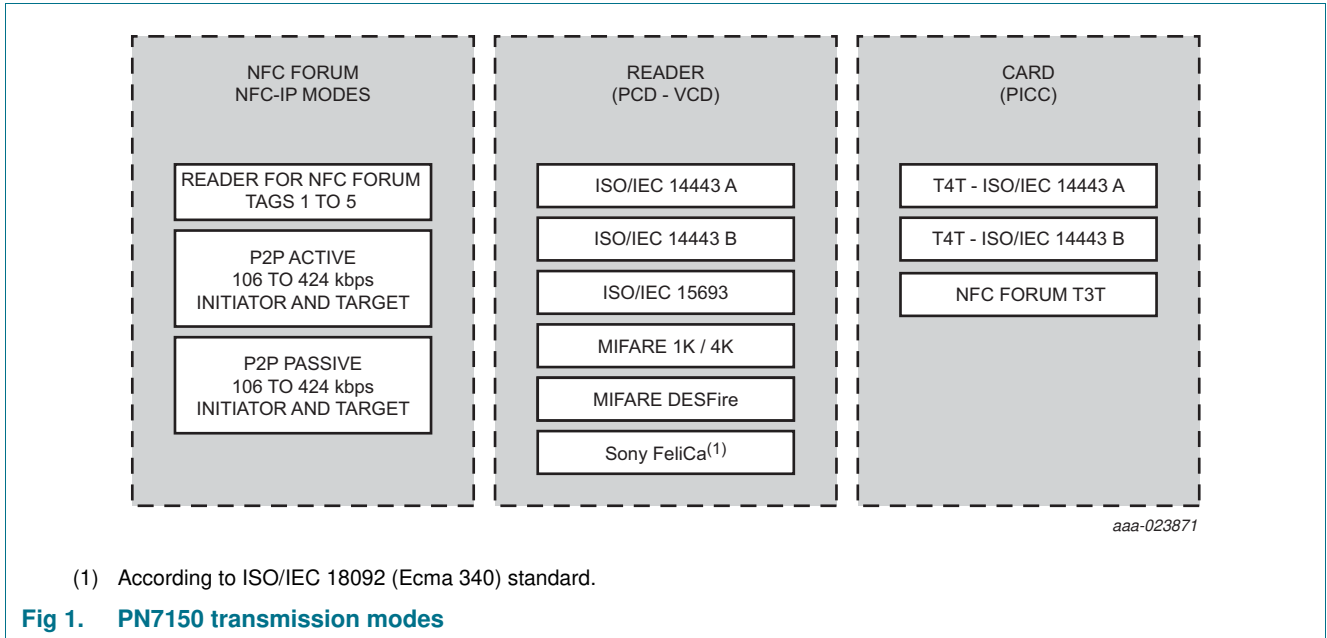 NFC FORUM
NFC-IP MODES
READER FOR NFC FORUM
TAGS 1 TO 5
P2P ACTIVE
106 TO 424 kbps
INITIATOR AND TARGET
P2P PASSIVE
106 TO 424 kbps
INITIATOR AND TARGET
READER
(PCD - VCD)
ISO/IEC 14443 A
ISO/IEC 14443 B
ISO/IEC 15693
MIFARE 1K / 4K
MIFARE DESFire
Sony FeliCa(1)
CARD
(PICC)
T4T - ISO/IEC 14443 A
T4T - ISO/IEC 14443 B
NFC FORUM T3T
aaa-023871
(1) According to ISO/IEC 18092 (Ecma 340) standard.
Fig 1. PN7150 transmission modes